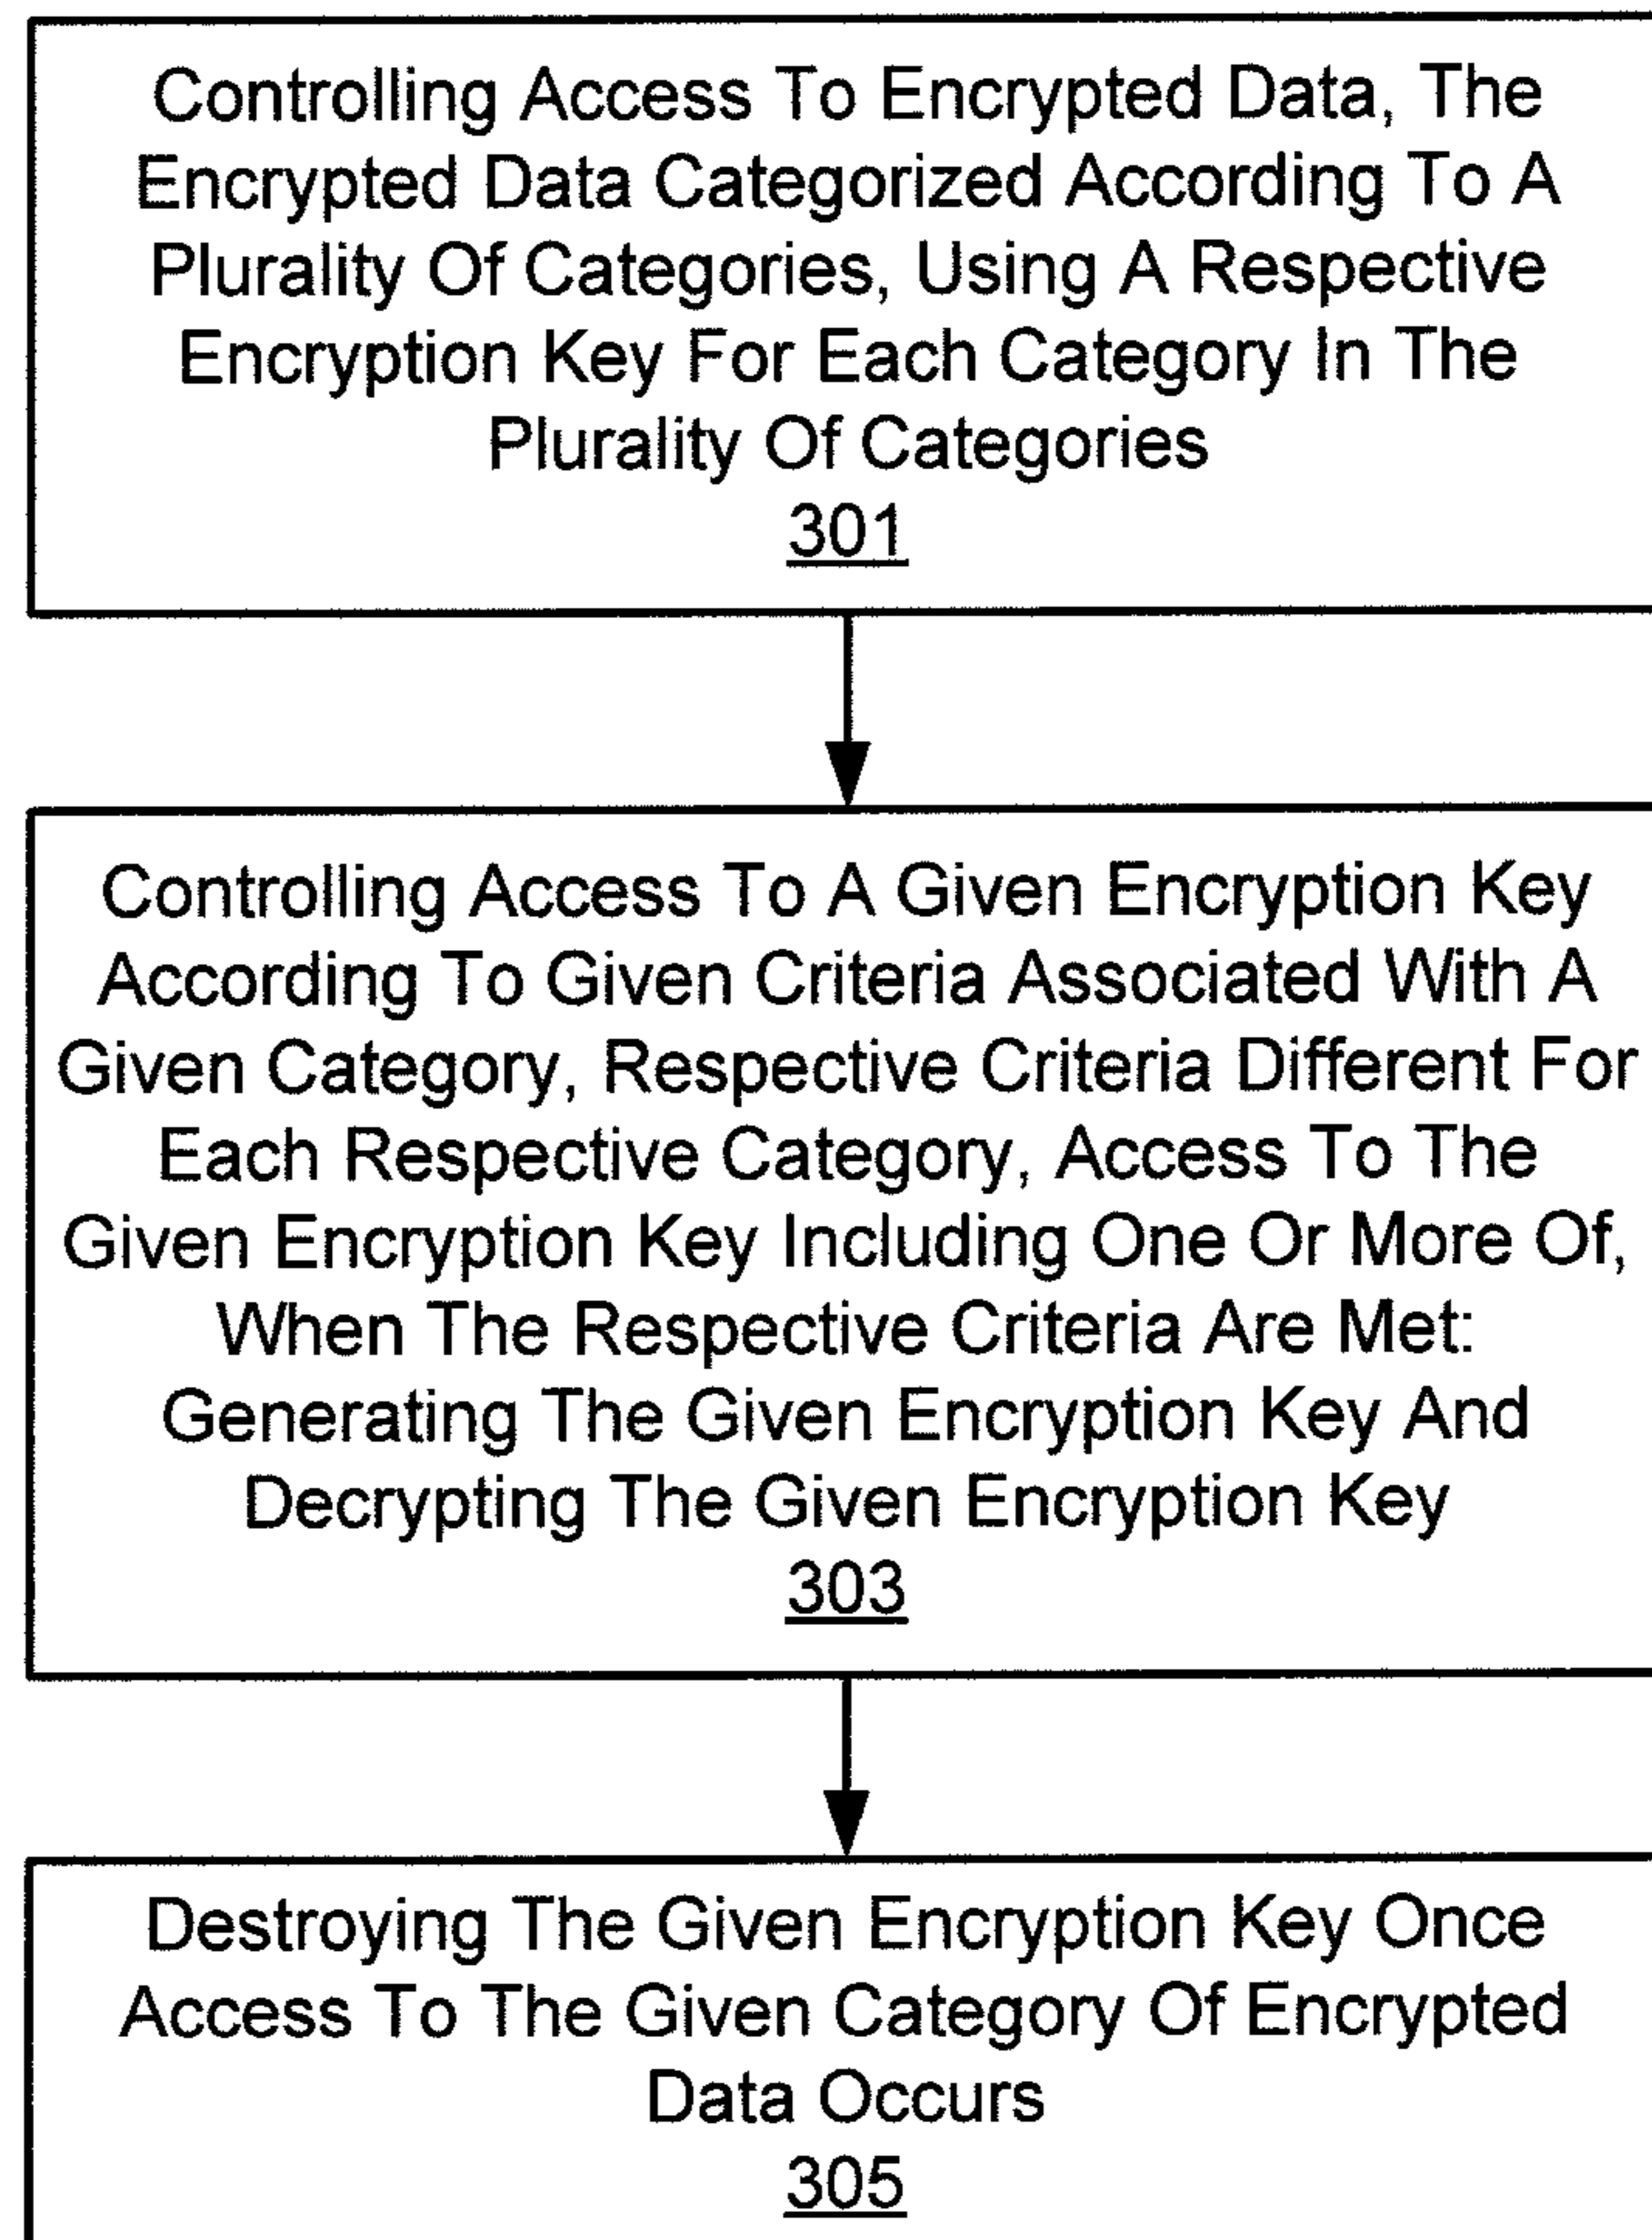 Controlling Access To Encrypted Data, The
Encrypted Data Categorized According To A
Plurality Of Categories, Using A Respective
Encryption Key For Each Category In The
Plurality Of Categories
301
Controlling Access To A Given Encryption Key
According To Given Criteria Associated With A
Given Category, Respective Criteria Different For
Each Respective Category, Access To The
Given Encryption Key Including One Or More Of,
When The Respective Criteria Are Met:
Generating The Given Encryption Key And
Decrypting The Given Encryption Key
303
Destroying The Given Encryption Key Once
Access To The Given Category Of Encrypted
Data Occurs
305